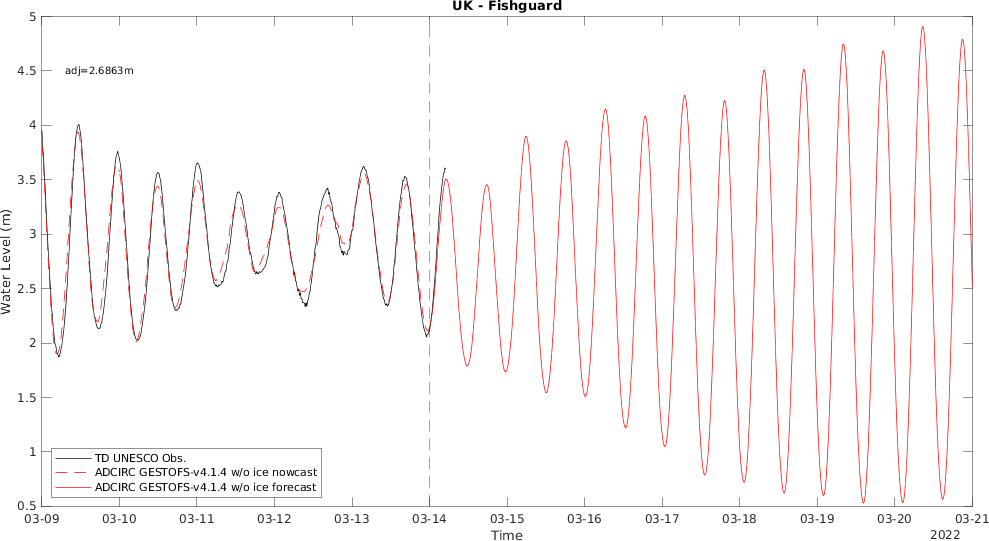 UK - Fishguard
5
4.5
4
3.5
3
2.5
2
1.5
1
0.5
Water Level (m)
adj=2.6863m
TD UNESCO Obs.
ADCIRC GESTOFS-v4.1.4 w/o ice nowcast
ADCIRC GESTOFS-v4.1.4 w/o ice forecast
03-09 03-10 03-11 03-12 03-13 03-14 03-15 03-16 03-17 03-18 03-19 03-20 03-21
Time
2022